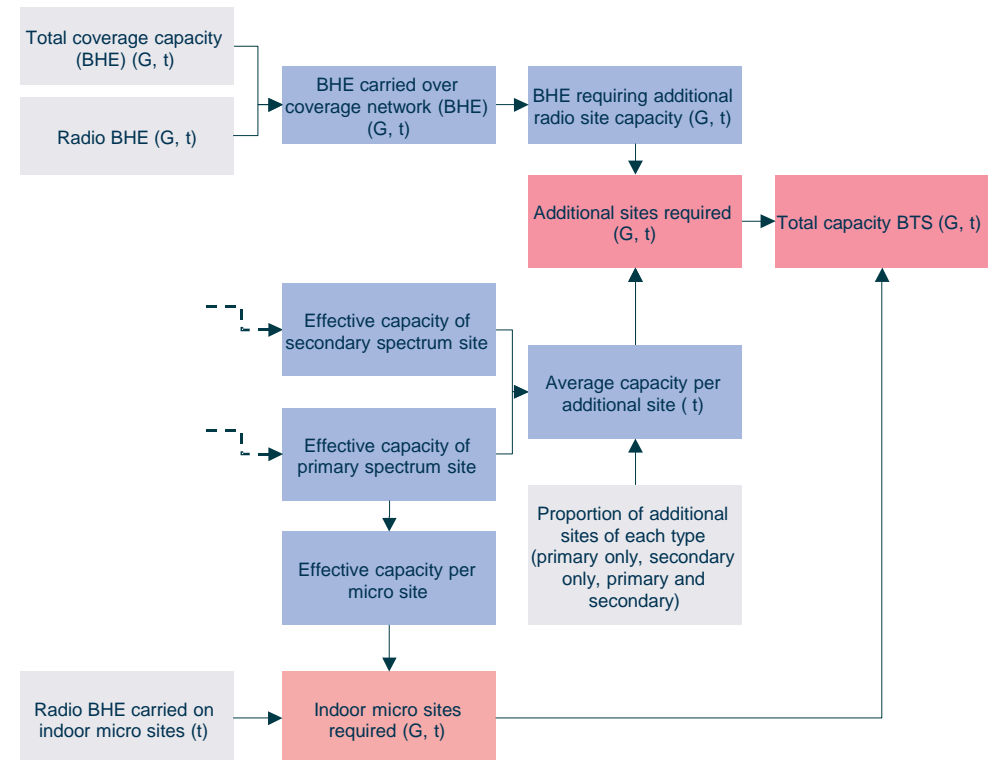 Total coverage capacity
(BHE) (G, t)
Radio BHE (G, t)
BHE carried over
coverage network (BHE)
(G, t)
BHE requiring additional
radio site capacity (G, t)
Additional sites required
(G, t)
Total capacity BTS (G, t)
Effective capacity of
secondary spectrum site
Average capacity per
additional site ( t)
Effective capacity of
primary spectrum site
Proportion of additional
sites of each type
(primary only, secondary
only, primary and
secondary)
Effective capacity per
micro site
Radio BHE carried on
indoor micro sites (t)
Indoor micro sites
required (G, t)